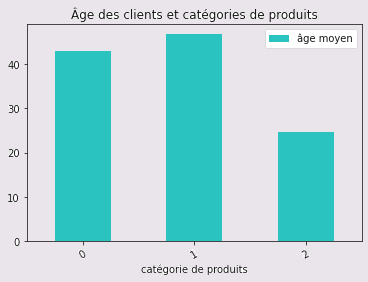 Âge des clients et catégories de produits
âge moyen
40
30
20
10
0
0
1
2
catégorie de produits